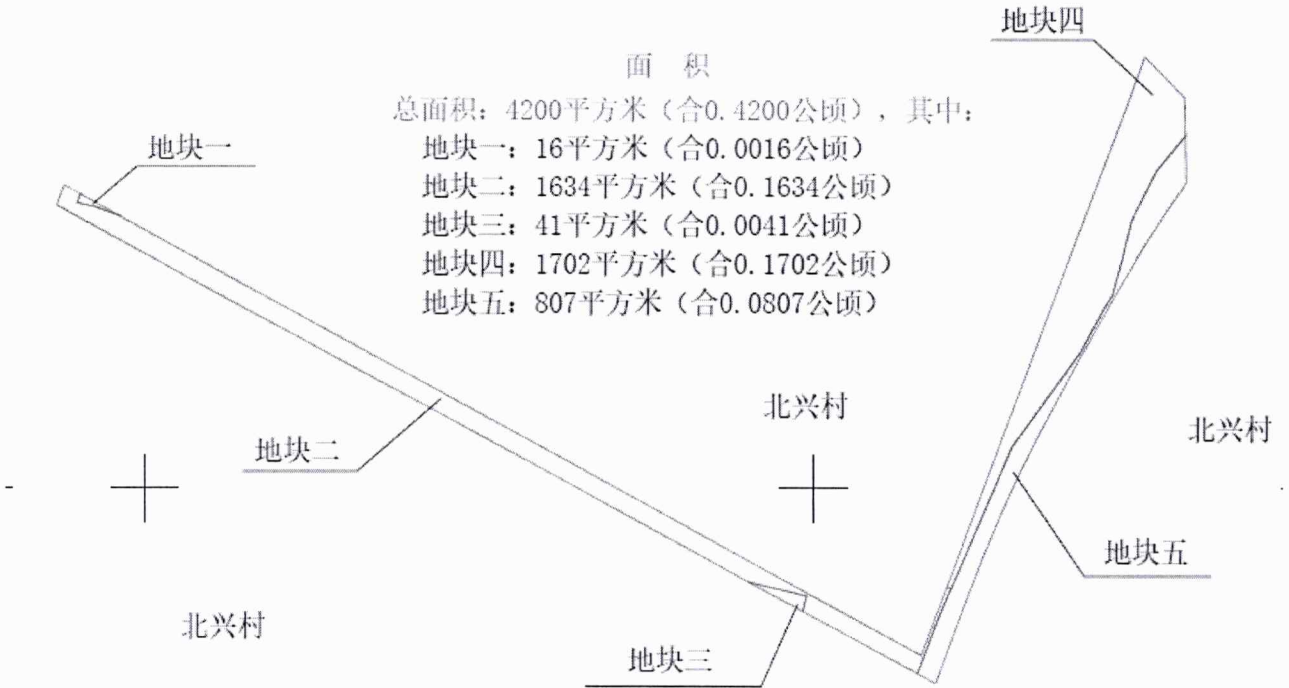 地块四
面 积
总面积：4200平方米（合0.4200公顷），其中：
地块一：16平方米（合0.0016公顷）
地块二：1634平方米（合0.1634公顷）
地块三：41平方米（合0.0041公顷）
地块四：1702平方米（合0.1702公顷）
地块五：807平方米（合0.0807公顷）
地块一
北兴村
北兴村
地块二
地块五
北兴村
地块三